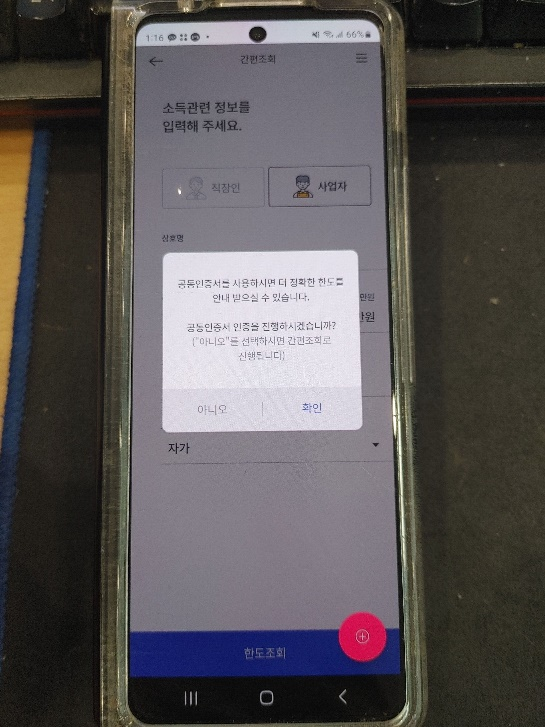 1:16
66%
간편조회
소득관련 정보를
입력해 주세요.
직장인
사업자
상호명
공동인증서를 사용하시면 더 정확한 한도를
안내 받으실 수 있습니다.
만원
공동인증서 인증을 진행하시겠습니까?
만원
("아니오"를 선택하시면 간편조회로
진행됩니다)
아니오
확인
자가
한도조회